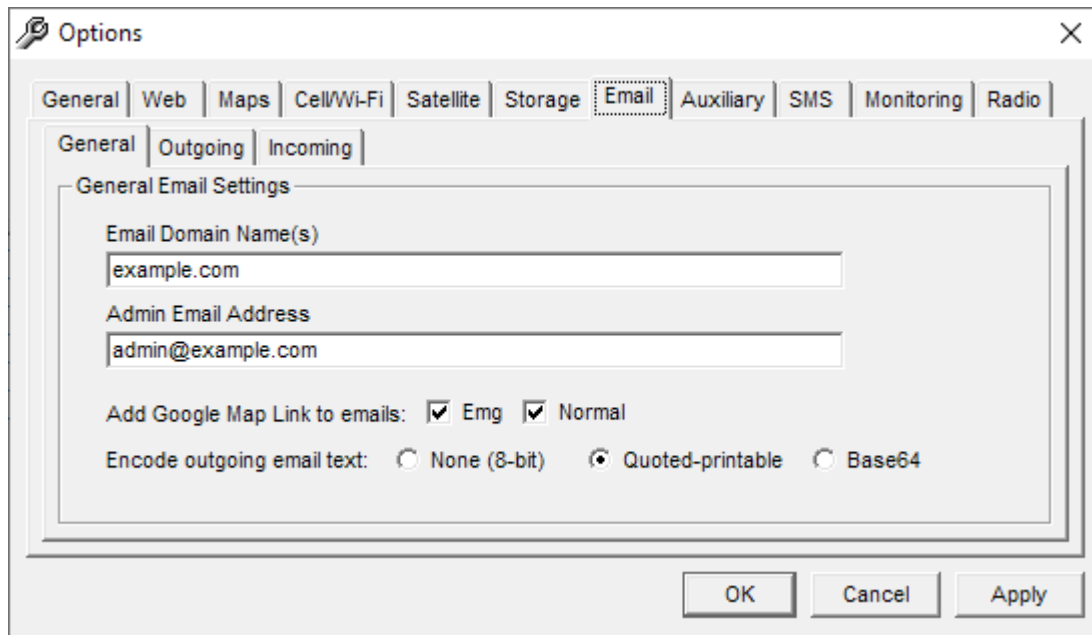 Options
General Web Maps Cell/Wi-Fi Satellite Storage Email Auxiliary SMS Monitoring Radio
General Outgoing Incoming
General Email Settings
Email Domain Name(s)
example.com
Admin Email Address
admin@example.com
Add Google Map Link to emails: Emg Normal
Encode outgoing email text: None (8-bit) Quoted-printable Base64
OK Cancel Apply